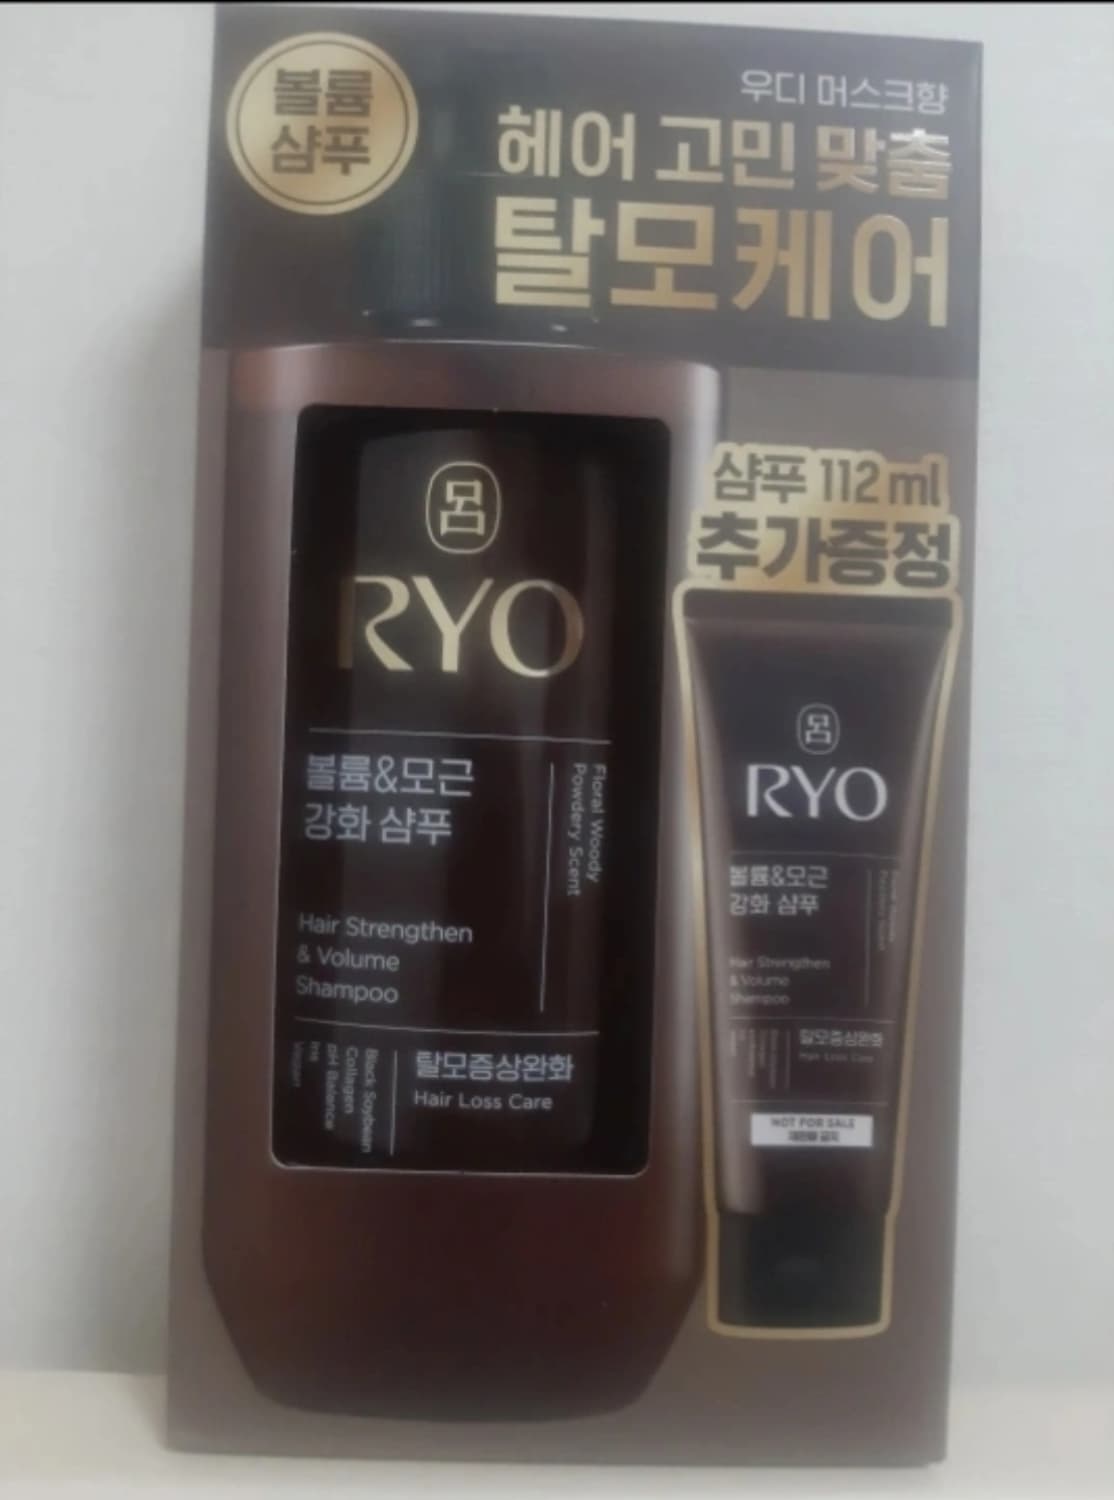 볼륨
샴푸
우디 머스크향
헤어 고민 맞춤
탈모케어
呂
RYO
볼륨&모근
강화 샴푸
Floral Woody
Powdery Scent
Hair Strengthen
& Volume
Shampoo
Black Soybean
Collagen
pH Balance
Vegan
탈모증상완화
Hair Loss Care
샴푸 112 ml
추가증정
呂
RYO
볼륨&모근
강화 샴푸
Hair Strengthen
& Volume
Shampoo
탈모증상완화
Hair Loss Care
NOT FOR SALE